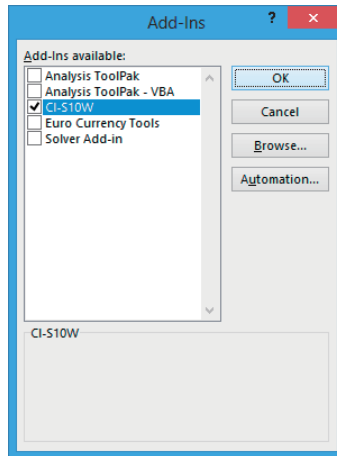 Add-Ins
?
×
Add-Ins available:
Analysis ToolPak
Analysis ToolPak - VBA
CI-S10W
Euro Currency Tools
Solver Add-in
OK
Cancel
Browse...
Automation...
CI-S10W